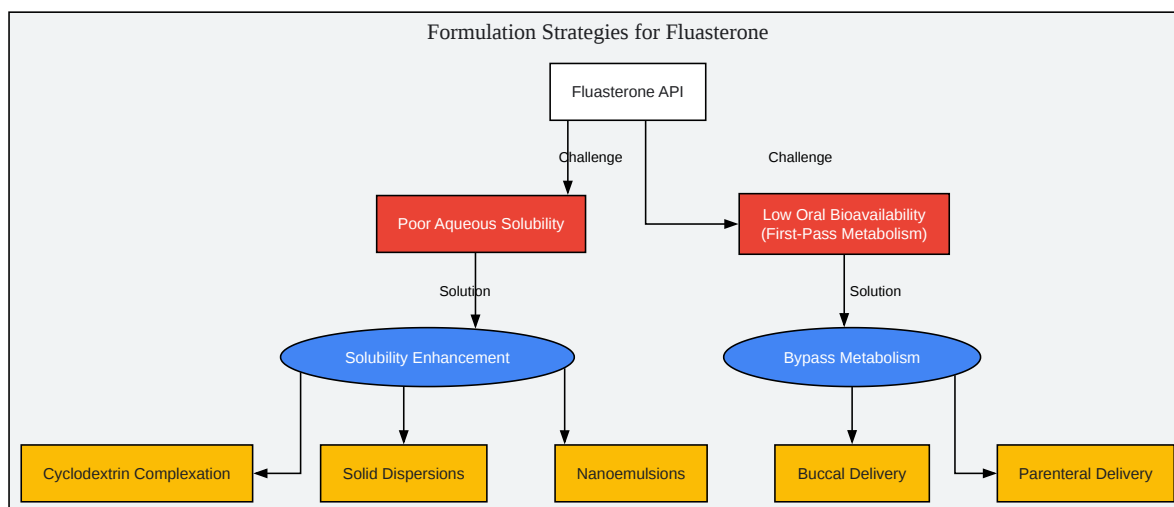 Formulation Strategies for Fluasterone
Fluasterone API
Challenge
Challenge
Poor Aqueous Solubility
Low Oral Bioavailability
(First-Pass Metabolism)
Solution
Solution
Solubility Enhancement
Bypass Metabolism
Cyclodextrin Complexation
Solid Dispersions
Nanoemulsions
Buccal Delivery
Parenteral Delivery